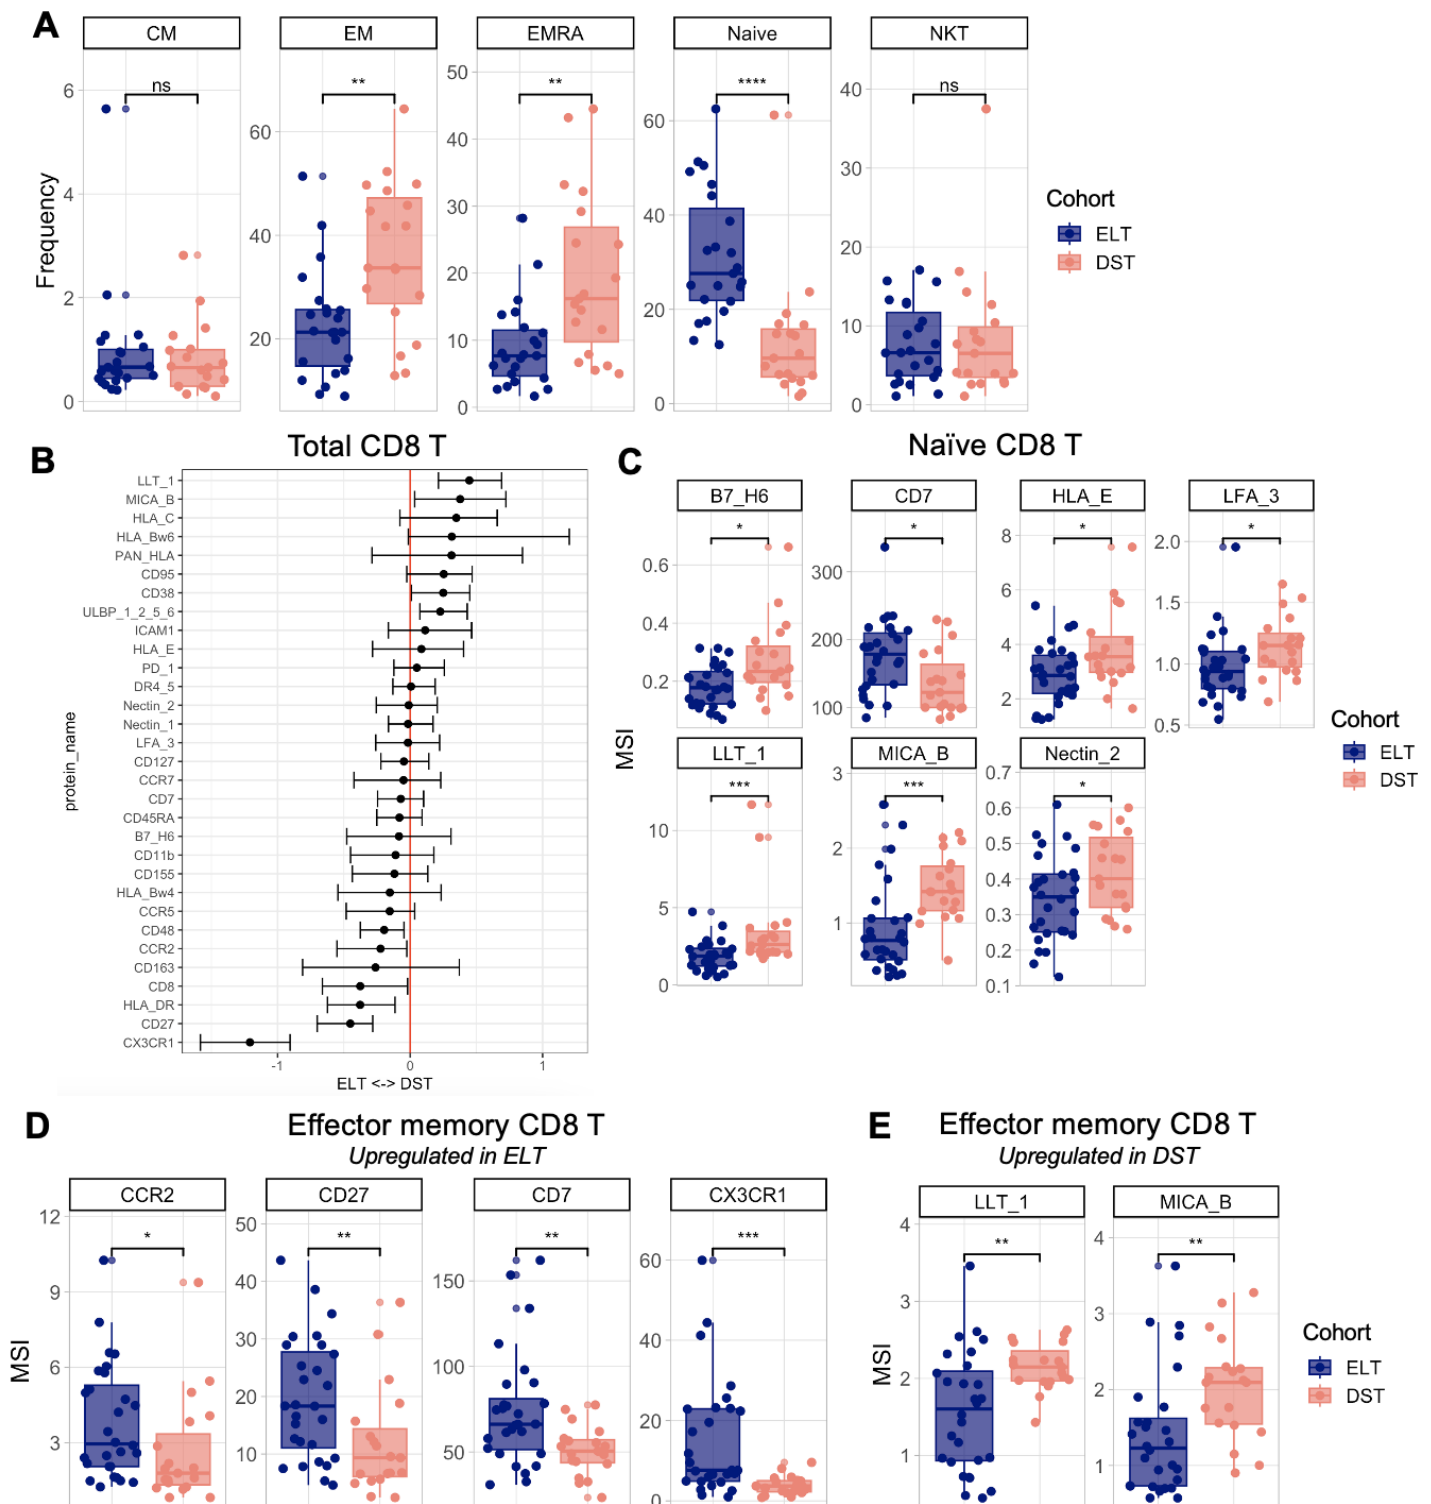 A
CM
EM
EMRA
Naive
NKT
Frequency
ns
**
**
****
ns
6
4
2
0
60
40
20
50
40
30
20
10
0
60
40
20
0
40
30
20
10
0
Cohort
ELT
DST
B
Total CD8 T
protein_name
LLT_1
MICA_B
HLA_C
HLA_Bw6
PAN_HLA
CD95
CD38
ULBP_1_2_5_6
ICAM1
HLA_E
PD_1
DR4_5
Nectin_2
Nectin_1
LFA_3
CD127
CCR7
CD7
CD45RA
B7_H6
CD11b
CD155
HLA_Bw4
CCR5
CD48
CCR2
CD163
CD8
HLA_DR
CD27
CX3CR1
-1
0
1
ELT <-> DST
C
Naïve CD8 T
MSI
B7_H6
CD7
HLA_E
LFA_3
*
*
*
*
0.6
0.4
0.2
300
200
100
8
6
4
2
2.0
1.5
1.0
0.5
LLT_1
MICA_B
Nectin_2
***
***
*
10
5
0
3
2
1
0.7
0.6
0.5
0.4
0.3
0.2
0.1
Cohort
ELT
DST
D
Effector memory CD8 T
Upregulated in ELT
MSI
CCR2
CD27
CD7
CX3CR1
*
**
**
***
12
9
6
3
50
40
30
20
10
150
100
50
60
40
20
0
E
Effector memory CD8 T
Upregulated in DST
MSI
LLT_1
MICA_B
**
**
4
3
2
1
4
3
2
1
Cohort
ELT
DST